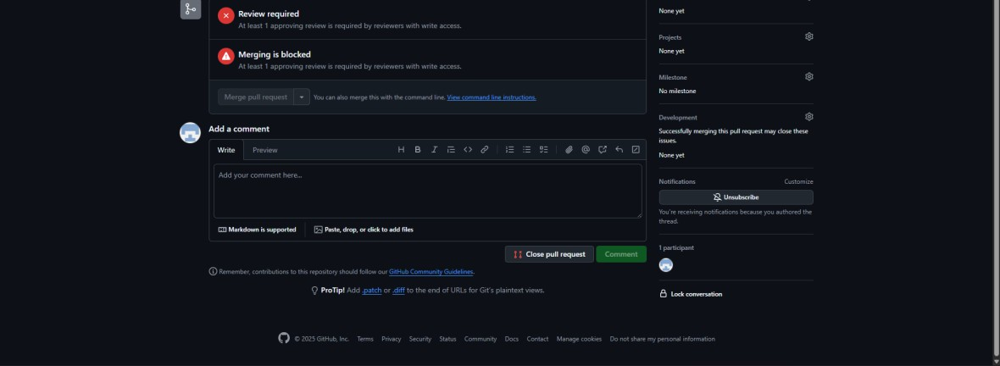 Review required
At least 1 approving review is required by reviewers with write access.
Merging is blocked
At least 1 approving review is required by reviewers with write access.
Merge pull request
You can also merge this with the command line. View command line instructions.
Add a comment
Write
Preview
Add your comment here...
Markdown is supported
Paste, drop, or click to add files
Close pull request
Comment
Remember, contributions to this repository should follow our GitHub Community Guidelines.
ProTip! Add .patch or .diff to the end of URLs for Git's plaintext views.
None yet
Projects
None yet
Milestone
No milestone
Development
Successfully merging this pull request may close these
issues.
None yet
Notifications
Customize
Unsubscribe
You're receiving notifications because you authored the
thread.
1 participant
Lock conversation
© 2025 GitHub, Inc.
Terms
Privacy
Security
Status
Community
Docs
Contact
Manage cookies
Do not share my personal information